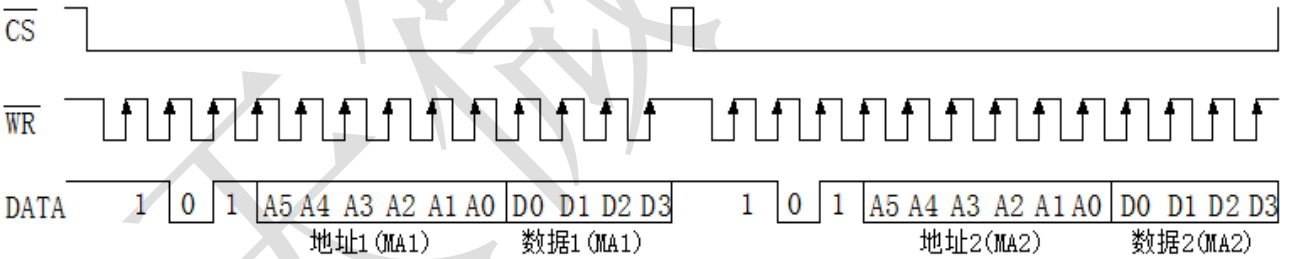 CS
WR
DATA 1 0 1 A5 A4 A3 A2 A1 A0 D0 D1 D2 D3 1 0 1 A5 A4 A3 A2 A1 A0 D0 D1 D2 D3
地址1(MA1) 数据1(MA1) 地址2(MA2) 数据2(MA2)